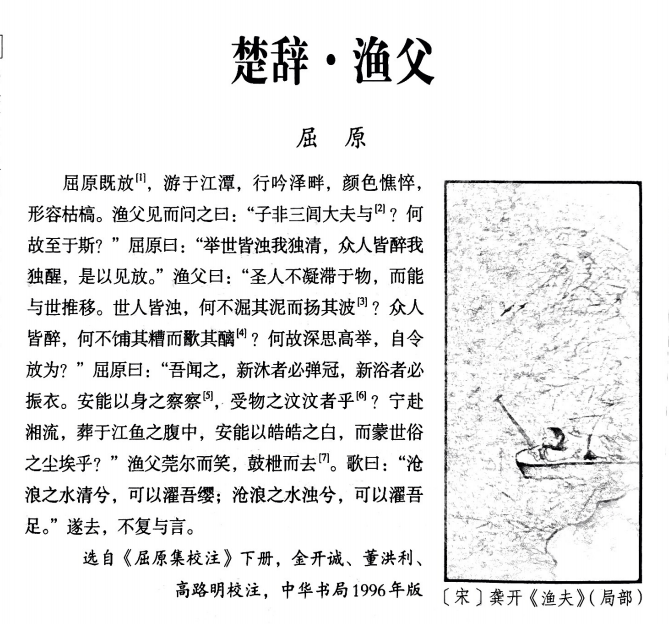 楚辞·渔父
屈 原
屈原既放[1]，游于江潭，行吟泽畔，颜色憔悴，
形容枯槁。渔父见而问之曰：“子非三闾大夫与[2]？何
故至于斯？”屈原曰：“举世皆浊我独清，众人皆醉我
独醒，是以见放。”渔父曰：“圣人不凝滞于物，而能
与世推移。世人皆浊，何不淈其泥而扬其波[3]？众人
皆醉，何不𫗦其糟而歠其醨[4]？何故深思高举，自令
放为？”屈原曰：“吾闻之，新沐者必弹冠，新浴者必
振衣。安能以身之察察[5]，受物之汶汶者乎[6]？宁赴
湘流，葬于江鱼之腹中，安能以皓皓之白，而蒙世俗
之尘埃乎？”渔父莞尔而笑，鼓枻而去[7]。歌曰：“沧
浪之水清兮，可以濯吾缨；沧浪之水浊兮，可以濯吾
足。”遂去，不复与言。
选自《屈原集校注》下册，金开诚、董洪利、
高路明校注，中华书局1996年版
〔宋〕龚开《渔夫》（局部）